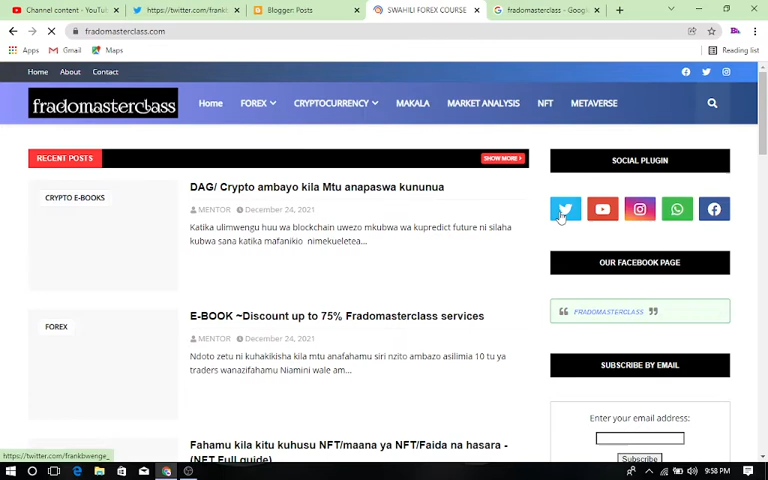 Channel content - YouTu
https://twitter.com/frankb
Blogger: Posts
SWAHILI FOREX COURSE
fradomasterclass - Goog
fradomasterclass.com
Apps
Gmail
Maps
Reading list
Home
About
Contact
fradomasterclass
Home
FOREX
CRYPTOCURRENCY
MAKALA
MARKET ANALYSIS
NFT
METAVERSE
RECENT POSTS
SHOW MORE
SOCIAL PLUGIN
CRYPTO E-BOOKS
DAG/ Crypto ambayo kila Mtu anapaswa kununua
MENTOR December 24, 2021
Katika ulimwengu huu wa blockchain uwezo mkubwa wa kupredict future ni silaha
kubwa sana katika mafanikio nimekueletea...
OUR FACEBOOK PAGE
FRADOMASTERCLASS
FOREX
E-BOOK ~Discount up to 75% Fradomasterclass services
MENTOR December 24, 2021
Ndoto zetu ni kuhakikisha kila mtu anafahamu siri nzito ambazo asilimia 10 tu ya
traders wanazifahamu Niamini wale am...
SUBSCRIBE BY EMAIL
Enter your email address:
Subscribe
Fahamu kila kitu kuhusu NFT/maana ya NFT/Faida na hasara -
(NFT Full guide)
https://twitter.com/frankbwenge_
9:58 PM